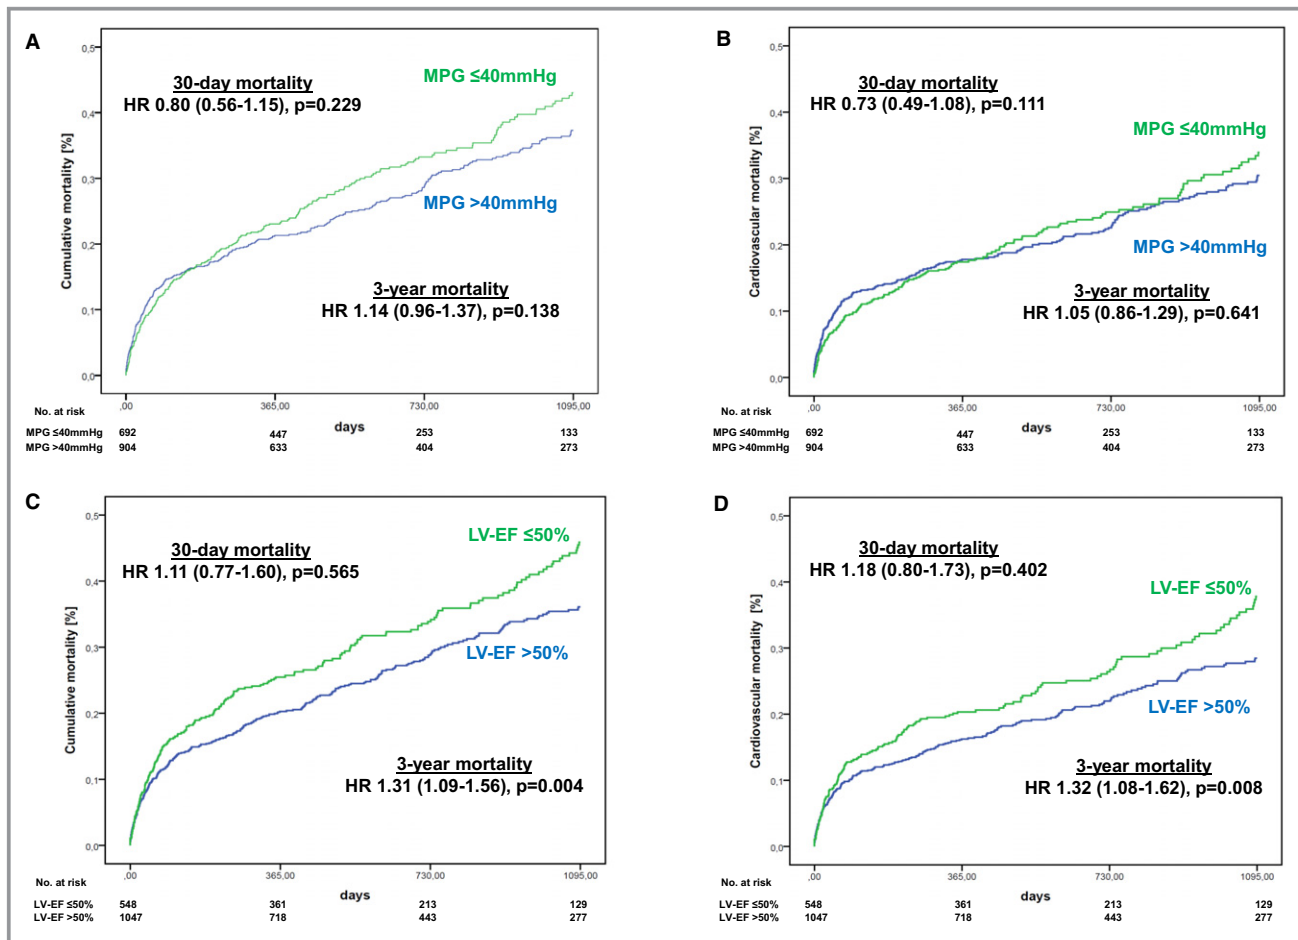 A
0,5
0,4
0,3
0,2
0,1
0,0
Cumulative mortality [%]
30-day mortality
HR 0.80 (0.56-1.15), p=0.229
MPG ≤40mmHg
MPG >40mmHg
3-year mortality
HR 1.14 (0.96-1.37), p=0.138
,00 365,00 730,00 1095,00
days
No. at risk
MPG ≤40mmHg 692 447 253 133
MPG >40mmHg 904 633 404 273
B
0,5
0,4
0,3
0,2
0,1
0,0
Cardiovascular mortality [%]
30-day mortality
HR 0.73 (0.49-1.08), p=0.111
MPG ≤40mmHg
MPG >40mmHg
3-year mortality
HR 1.05 (0.86-1.29), p=0.641
,00 365,00 730,00 1095,00
days
No. at risk
MPG ≤40mmHg 692 447 253 133
MPG >40mmHg 904 633 404 273
C
0,5
0,4
0,3
0,2
0,1
0,0
Cumulative mortality [%]
30-day mortality
HR 1.11 (0.77-1.60), p=0.565
LV-EF ≤50%
LV-EF >50%
3-year mortality
HR 1.31 (1.09-1.56), p=0.004
,00 365,00 730,00 1095,00
days
No. at risk
LV-EF ≤50% 548 361 213 129
LV-EF >50% 1047 718 443 277
D
0,5
0,4
0,3
0,2
0,1
0,0
Cardiovascular mortality [%]
30-day mortality
HR 1.18 (0.80-1.73), p=0.402
LV-EF ≤50%
LV-EF >50%
3-year mortality
HR 1.32 (1.08-1.62), p=0.008
,00 365,00 730,00 1095,00
days
No. at risk
LV-EF ≤50% 548 361 213 129
LV-EF >50% 1047 718 443 277